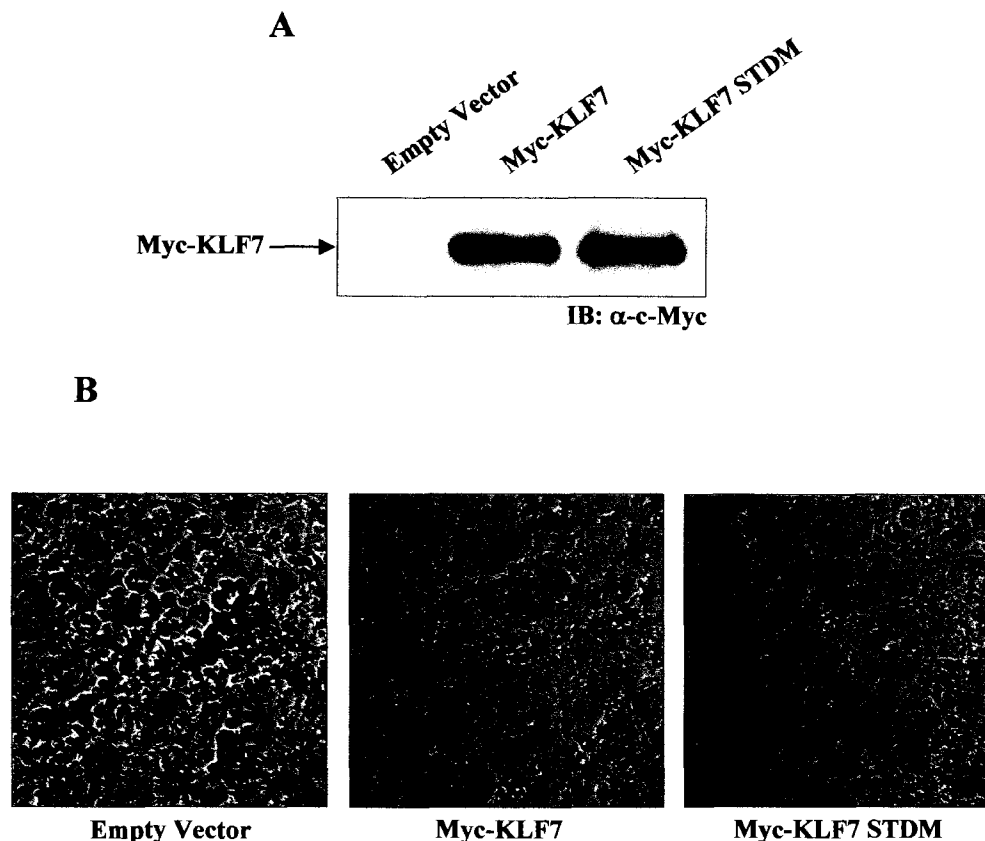 A
Empty Vector
Myc-KLF7
Myc-KLF7 STDM
Myc-KLF7
IB: α-c-Myc
B
Empty Vector
Myc-KLF7
Myc-KLF7 STDM